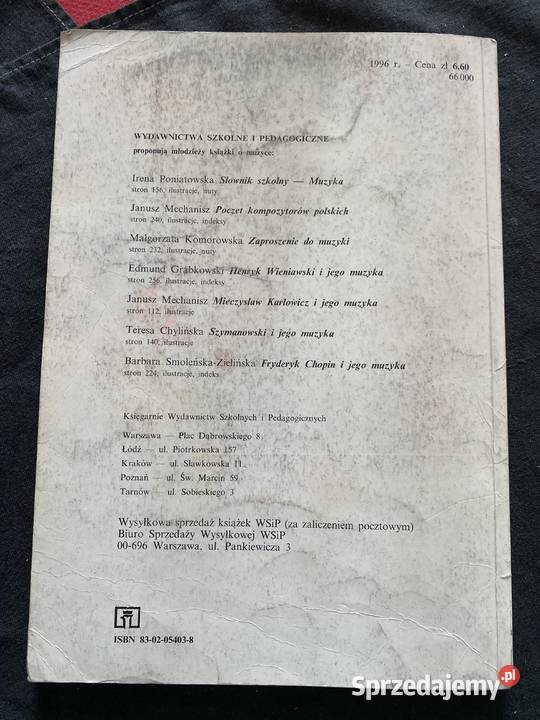 1996 r. – Cena zł 6,60
66 000
WYDAWNICTWA SZKOLNE I PEDAGOGICZNE
proponują młodzieży książki o muzyce:
Irena Poniatowska Słownik szkolny — Muzyka
stron 156, ilustracje, nuty
Janusz Mechanisz Poczet kompozytorów polskich
stron 240, ilustracje, indeksy
Małgorzata Komorowska Zaproszenie do muzyki
stron 232, ilustracje, nuty
Edmund Grabkowski Henryk Wieniawski i jego muzyka
stron 256, ilustracje, indeksy
Janusz Mechanisz Mieczysław Karłowicz i jego muzyka
stron 112, ilustracje
Teresa Chylińska Szymanowski i jego muzyka
stron 140, ilustracje
Barbara Smoleńska-Zielińska Fryderyk Chopin i jego muzyka
stron 224, ilustracje, indeks
Księgarnie Wydawnictw Szkolnych i Pedagogicznych
Warszawa — Plac Dąbrowskiego 8
Łódź — ul. Piotrkowska 157
Kraków — ul. Sławkowska 11
Poznań — ul. Św. Marcin 59
Tarnów — ul. Sobieskiego 3
Wysyłkowa sprzedaż książek WSiP (za zaliczeniem pocztowym)
Biuro Sprzedaży Wysyłkowej WSiP
00-696 Warszawa, ul. Pankiewicza 3
ISBN 83-02-05403-8
Sprzedajemy.pl